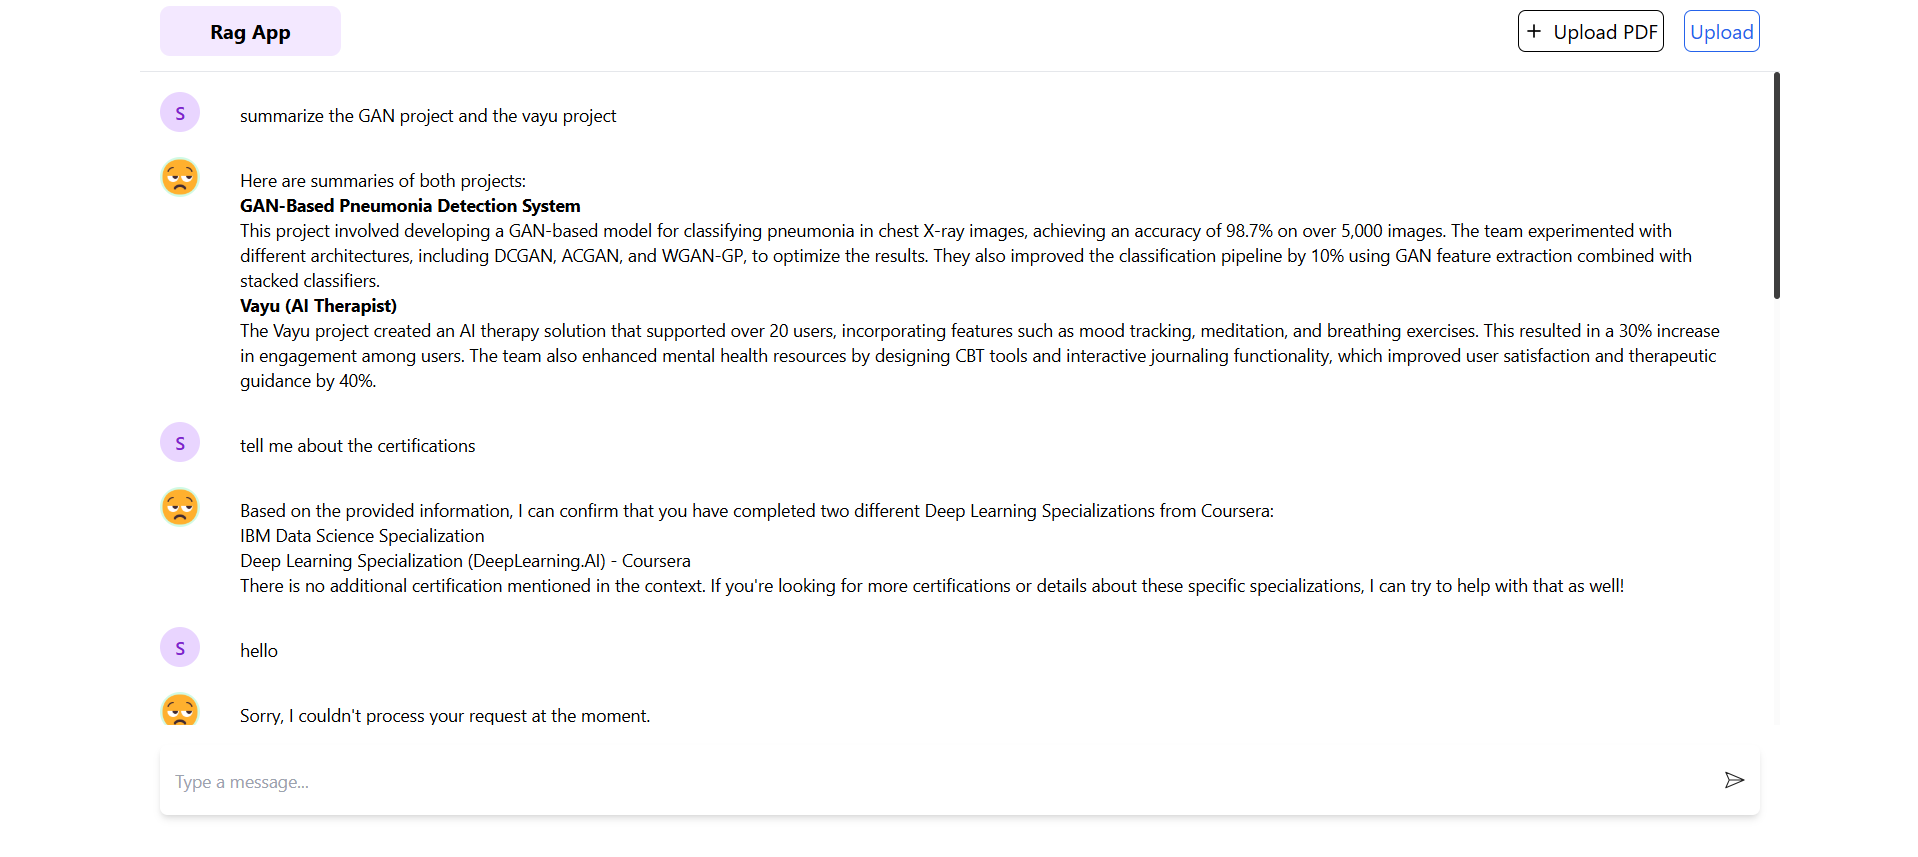 Rag App
+ Upload PDF
Upload
S
summarize the GAN project and the vayu project
Here are summaries of both projects:
GAN-Based Pneumonia Detection System
This project involved developing a GAN-based model for classifying pneumonia in chest X-ray images, achieving an accuracy of 98.7% on over 5,000 images. The team experimented with
different architectures, including DCGAN, ACGAN, and WGAN-GP, to optimize the results. They also improved the classification pipeline by 10% using GAN feature extraction combined with
stacked classifiers.
Vayu (AI Therapist)
The Vayu project created an AI therapy solution that supported over 20 users, incorporating features such as mood tracking, meditation, and breathing exercises. This resulted in a 30% increase
in engagement among users. The team also enhanced mental health resources by designing CBT tools and interactive journaling functionality, which improved user satisfaction and therapeutic
guidance by 40%.
S
tell me about the certifications
Based on the provided information, I can confirm that you have completed two different Deep Learning Specializations from Coursera:
IBM Data Science Specialization
Deep Learning Specialization (DeepLearning.AI) - Coursera
There is no additional certification mentioned in the context. If you're looking for more certifications or details about these specific specializations, I can try to help with that as well!
S
hello
Sorry, I couldn't process your request at the moment.
Type a message...